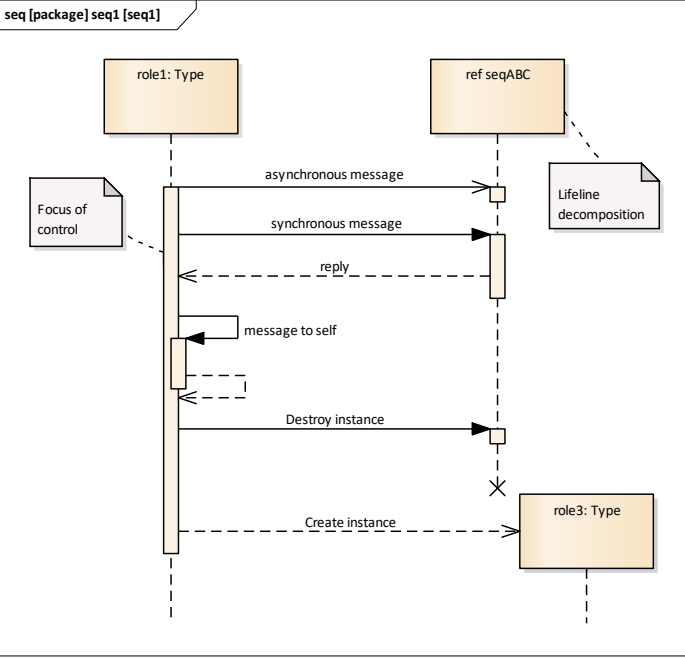 seq [package] seq1 [seq1]
role1: Type
ref seqABC
asynchronous message
Lifeline
decomposition
Focus of
control
synchronous message
reply
message to self
Destroy instance
role3: Type
Create instance